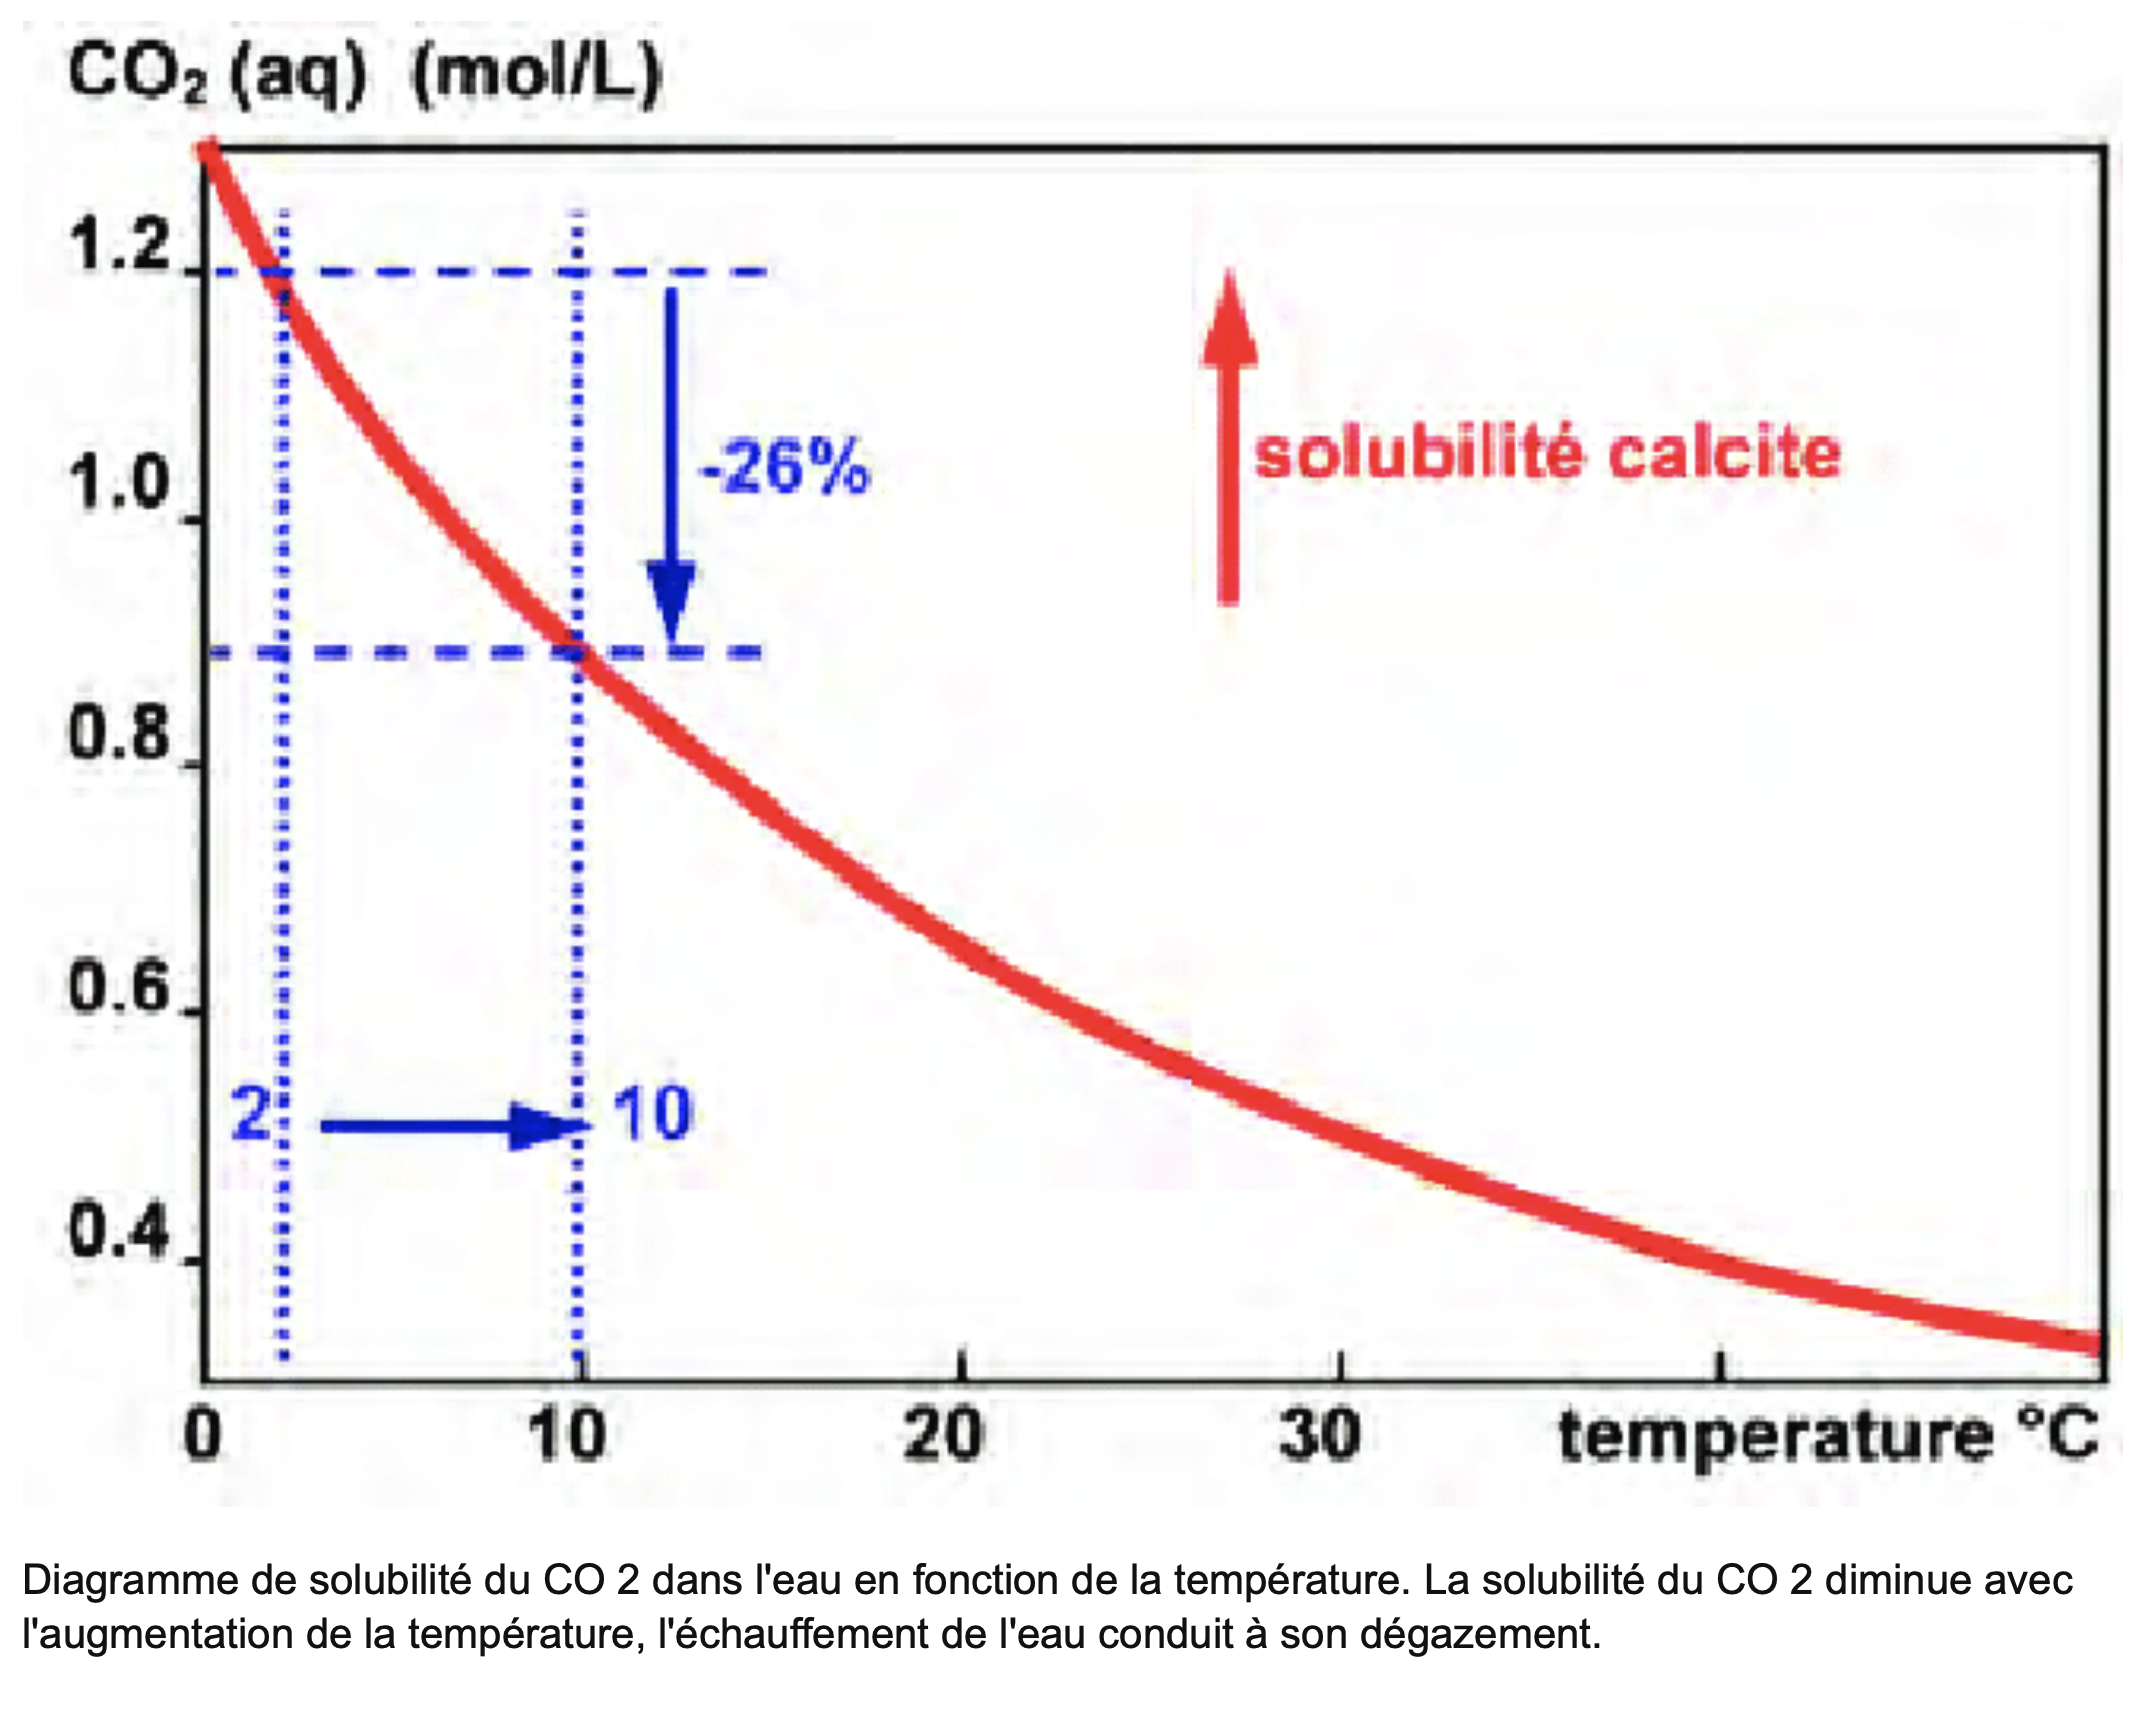 CO₂ (aq) (mol/L)
1.2
1.0
-26%
solubilité calcite
0.8
0.6
2
10
0.4
0 10 20 30 temperature °C
Diagramme de solubilité du CO 2 dans l'eau en fonction de la température. La solubilité du CO 2 diminue avec
l'augmentation de la température, l'échauffement de l'eau conduit à son dégazement.